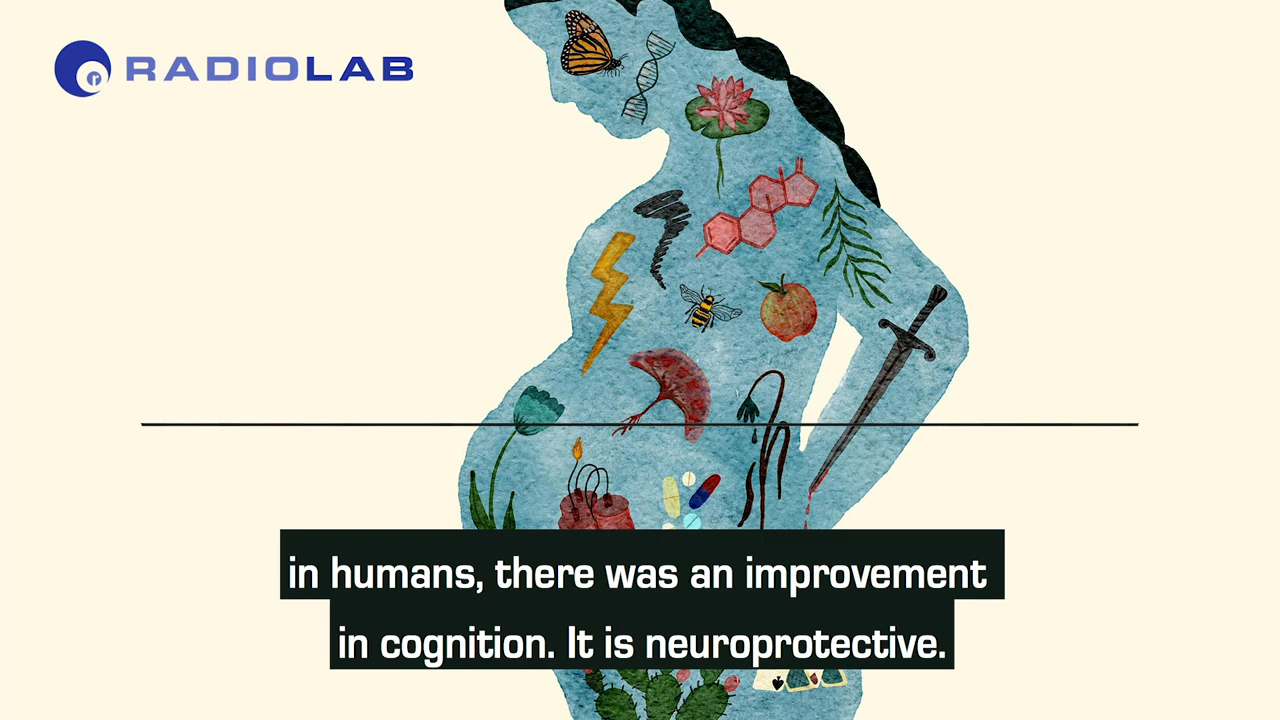 RADIOLAB
in humans, there was an improvement
in cognition. It is neuroprotective.